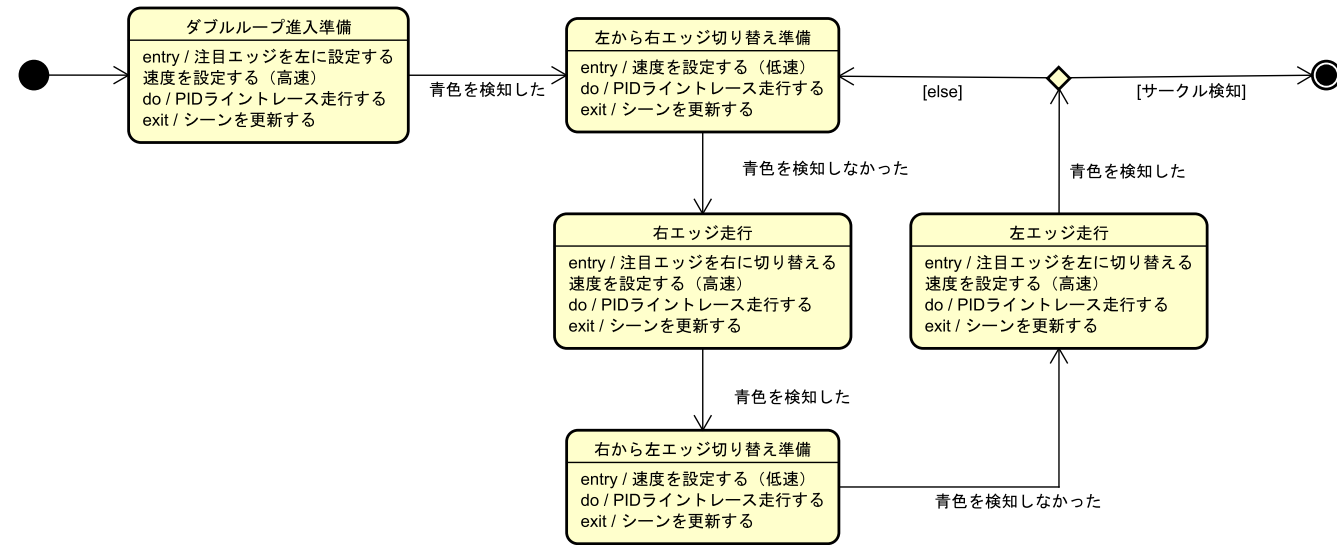 ダブルループ進入準備
entry / 注目エッジを左に設定する
速度を設定する（高速）
do / PIDライントレース走行する
exit / シーンを更新する
青色を検知した
左から右エッジ切り替え準備
entry / 速度を設定する（低速）
do / PIDライントレース走行する
exit / シーンを更新する
[else]
[サークル検知]
青色を検知しなかった
青色を検知した
右エッジ走行
entry / 注目エッジを右に切り替える
速度を設定する（高速）
do / PIDライントレース走行する
exit / シーンを更新する
左エッジ走行
entry / 注目エッジを左に切り替える
速度を設定する（高速）
do / PIDライントレース走行する
exit / シーンを更新する
青色を検知した
右から左エッジ切り替え準備
entry / 速度を設定する（低速）
do / PIDライントレース走行する
exit / シーンを更新する
青色を検知しなかった